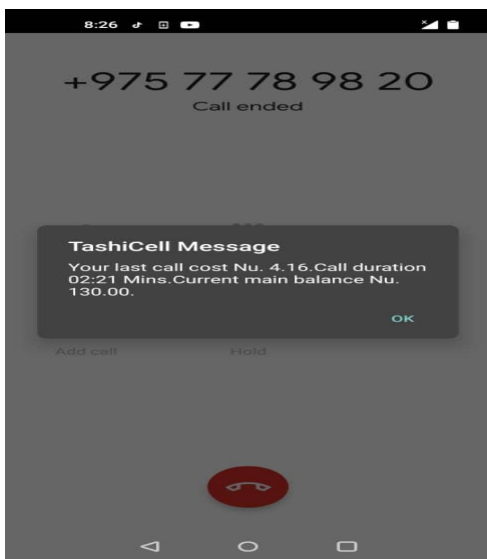 8:26
+975 77 78 98 20
Call ended
TashiCell Message
Your last call cost Nu. 4.16.Call duration
02:21 Mins.Current main balance Nu.
130.00.
OK
Add call Hold